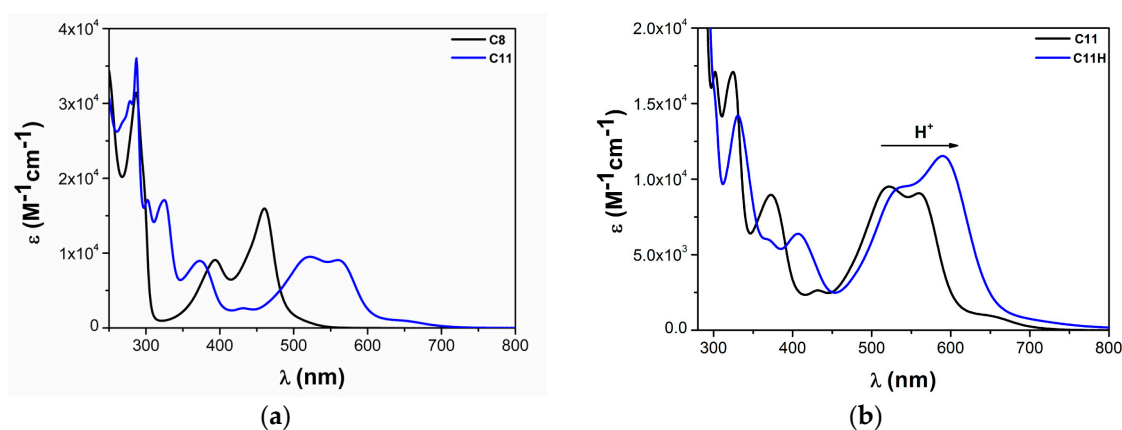 4x10⁴
3x10⁴
2x10⁴
1x10⁴
0
ε (M⁻¹cm⁻¹)
C8
C11
300 400 500 600 700 800
λ (nm)
(a)
2.0x10⁴
1.5x10⁴
1.0x10⁴
5.0x10³
0.0
ε (M⁻¹cm⁻¹)
C11
C11H
H⁺
300 400 500 600 700 800
λ (nm)
(b)